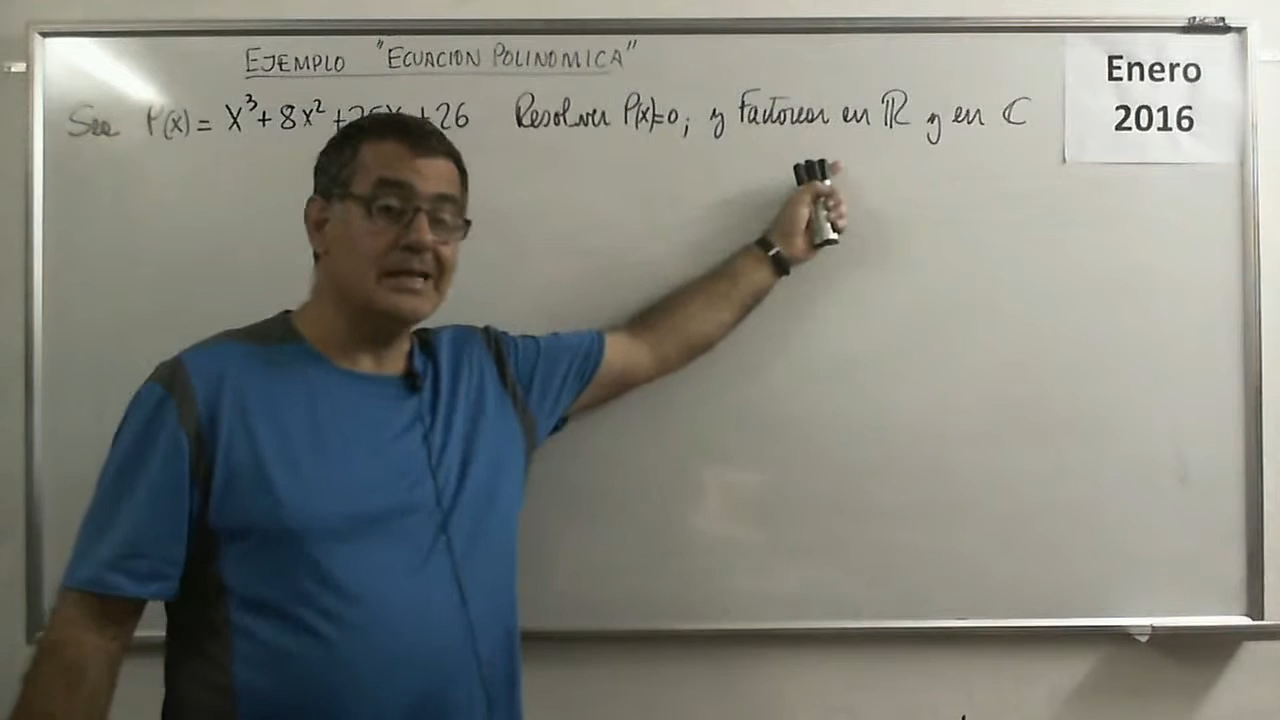 EJEMPLO "ECUACION POLINOMICA"
Sea P(x) = x³ + 8x² + + 26 Resolver P(x)=0; y Factorear en ℝ y en ℂ
Enero
2016